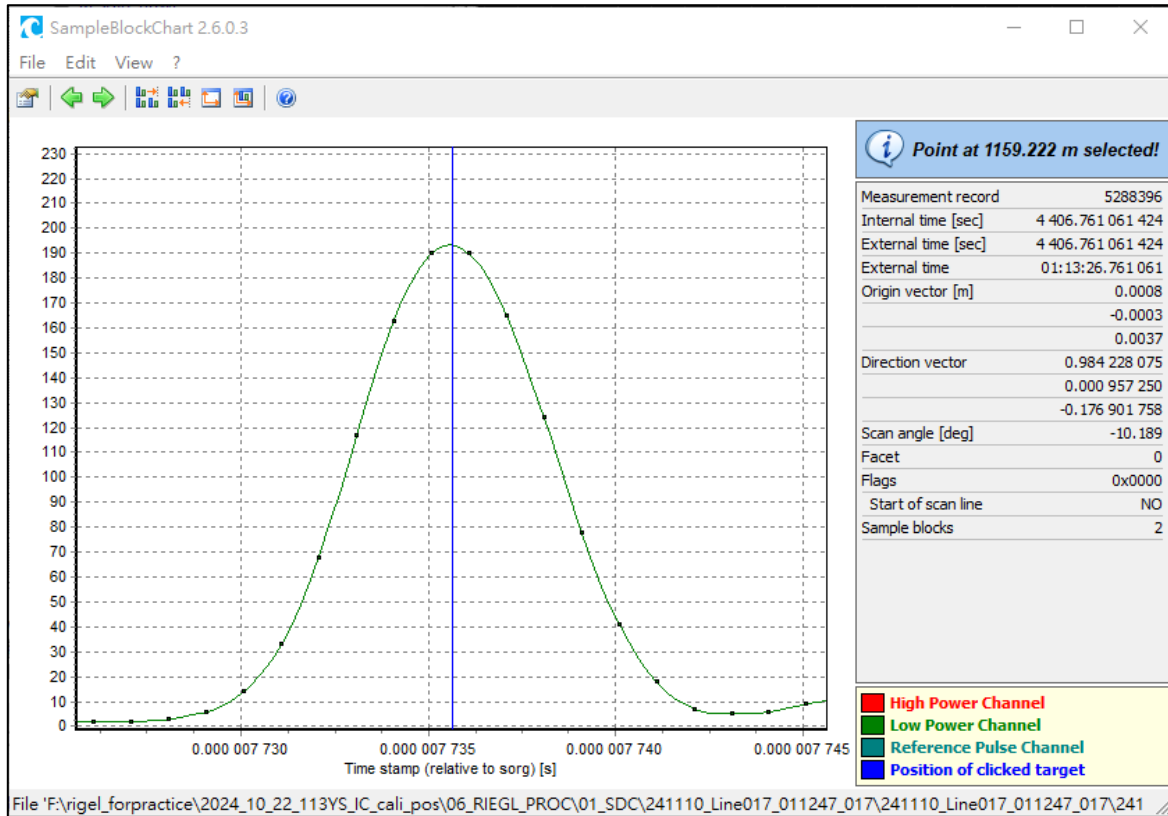 SampleBlockChart 2.6.0.3
File Edit View ?
230
220
210
200
190
180
170
160
150
140
130
120
110
100
90
80
70
60
50
40
30
20
10
0
0.000 007 730 0.000 007 735 0.000 007 740 0.000 007 745
Time stamp (relative to sorg) [s]
Point at 1159.222 m selected!
Measurement record 5288396
Internal time [sec] 4 406.761 061 424
External time [sec] 4 406.761 061 424
External time 01:13:26.761 061
Origin vector [m] 0.0008
-0.0003
0.0037
Direction vector 0.984 228 075
0.000 957 250
-0.176 901 758
Scan angle [deg] -10.189
Facet 0
Flags 0x0000
Start of scan line NO
Sample blocks 2
High Power Channel
Low Power Channel
Reference Pulse Channel
Position of clicked target
File 'F:\rigel_forpractice\2024_10_22_113YS_IC_cali_pos\06_RIEGL_PROC\01_SDC\241110_Line017_011247_017\241110_Line017_011247_017\241